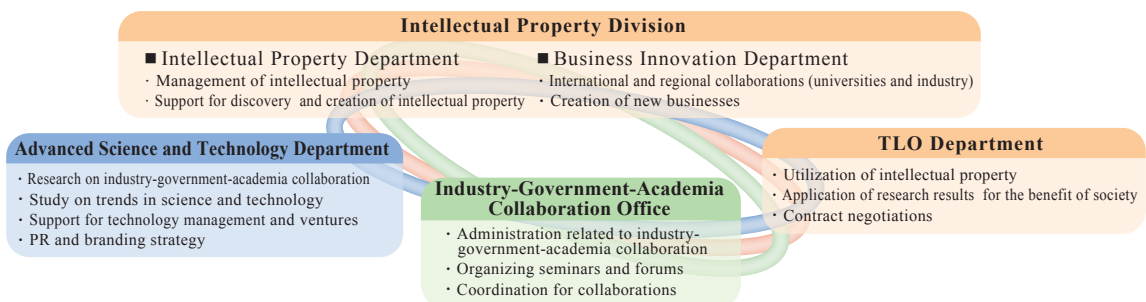 Intellectual Property Division
■ Intellectual Property Department
· Management of intellectual property
· Support for discovery and creation of intellectual property
■ Business Innovation Department
· International and regional collaborations (universities and industry)
· Creation of new businesses
Advanced Science and Technology Department
· Research on industry-government-academia collaboration
· Study on trends in science and technology
· Support for technology management and ventures
· PR and branding strategy
Industry-Government-Academia
Collaboration Office
· Administration related to industry-
government-academia collaboration
· Organizing seminars and forums
· Coordination for collaborations
TLO Department
· Utilization of intellectual property
· Application of research results for the benefit of society
· Contract negotiations